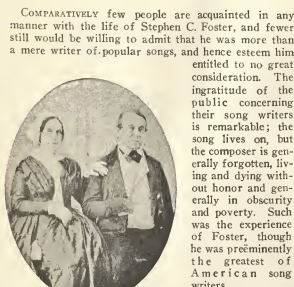 COMPARATIVELY few people are acquainted in any
manner with the life of Stephen C. Foster, and fewer
still would be willing to admit that he was more than
a mere writer of popular songs, and hence esteem him
entitled to no great
consideration. The
ingratitude of the
public concerning
their song writers
is remarkable; the
song lives on, but
the composer is gen-
erally forgotten, liv-
ing and dying with-
out honor and gen-
erally in obscurity
and poverty. Such
was the experience
of Foster, though
he was preëminently
the greatest of
American song
writers